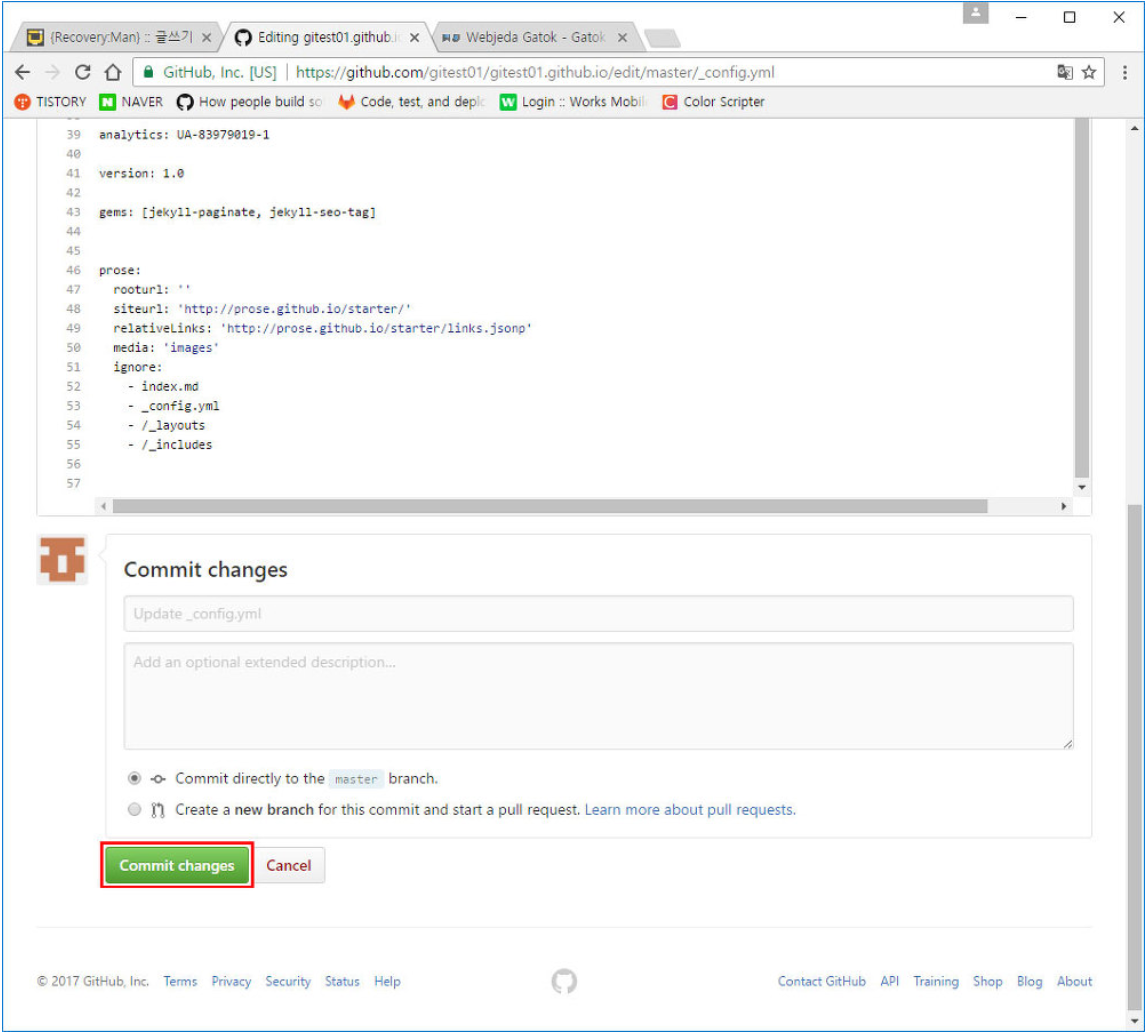 {Recovery:Man} :: 글쓰기
Editing gitest01.github.i
Webjeda Gatok - Gatok
GitHub, Inc. [US] | https://github.com/gitest01/gitest01.github.io/edit/master/_config.yml
TISTORY NAVER How people build so Code, test, and deplo Login :: Works Mobil Color Scripter
39 analytics: UA-83979019-1
40
41 version: 1.0
42
43 gems: [jekyll-paginate, jekyll-seo-tag]
44
45
46 prose:
47 rooturl: ''
48 siteurl: 'http://prose.github.io/starter/'
49 relativeLinks: 'http://prose.github.io/starter/links.jsonp'
50 media: 'images'
51 ignore:
52 - index.md
53 - _config.yml
54 - /_layouts
55 - /_includes
56
57
Commit changes
Update _config.yml
Add an optional extended description...
Commit directly to the master branch.
Create a new branch for this commit and start a pull request. Learn more about pull requests.
Commit changes Cancel
© 2017 GitHub, Inc. Terms Privacy Security Status Help Contact GitHub API Training Shop Blog About